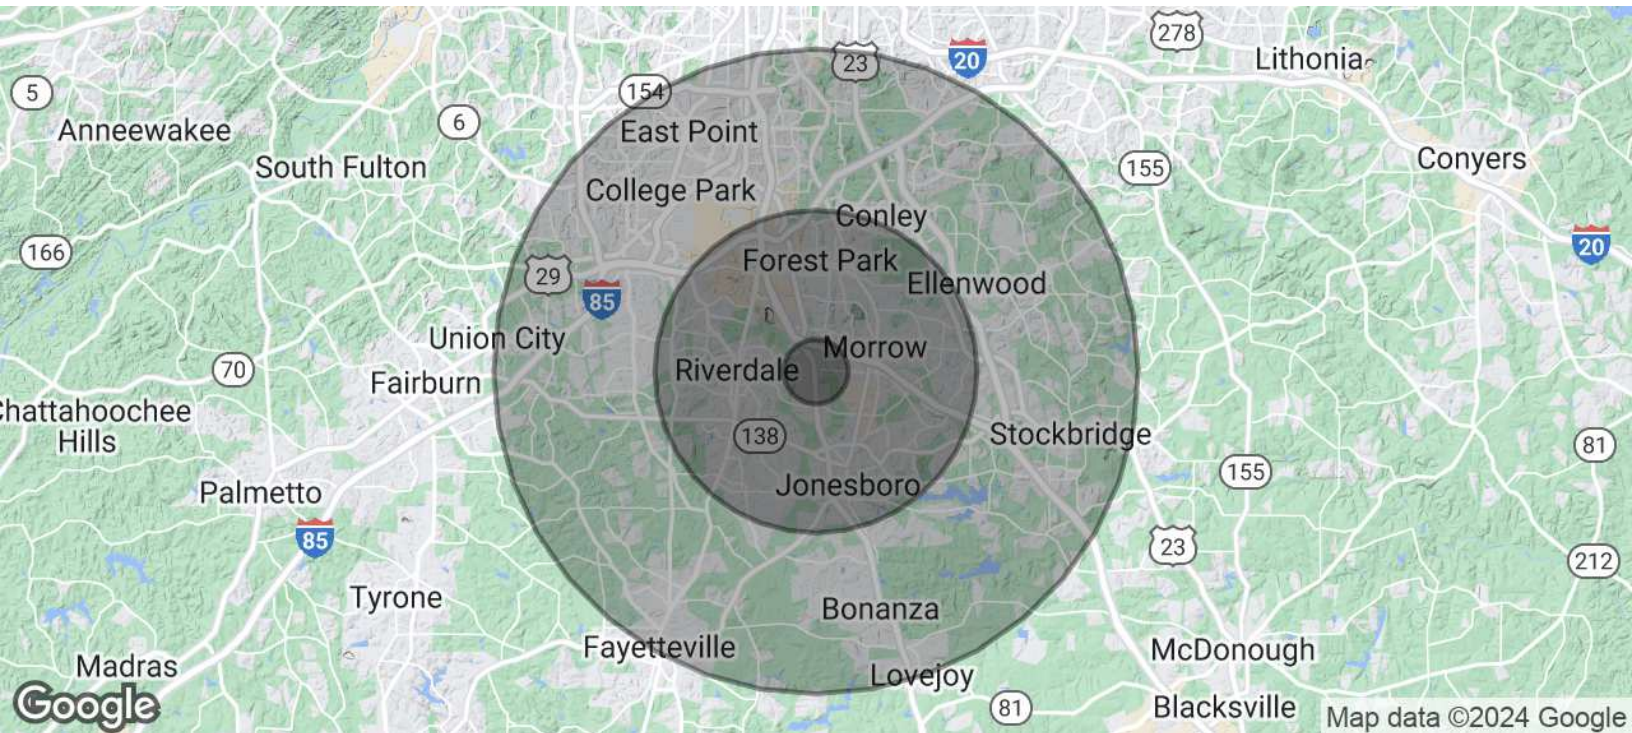 278
23
20
Lithonia
5
154
6
Anneewakee
East Point
South Fulton
155
Conyers
College Park
Conley
166
20
Forest Park
29
Ellenwood
85
Union City
Morrow
70
Riverdale
Fairburn
Chattahoochee
Hills
138
Stockbridge
81
155
Jonesboro
Palmetto
85
23
212
Tyrone
Bonanza
Fayetteville
McDonough
Madras
Lovejoy
Google
81
Blacksville
Map data ©2024 Google